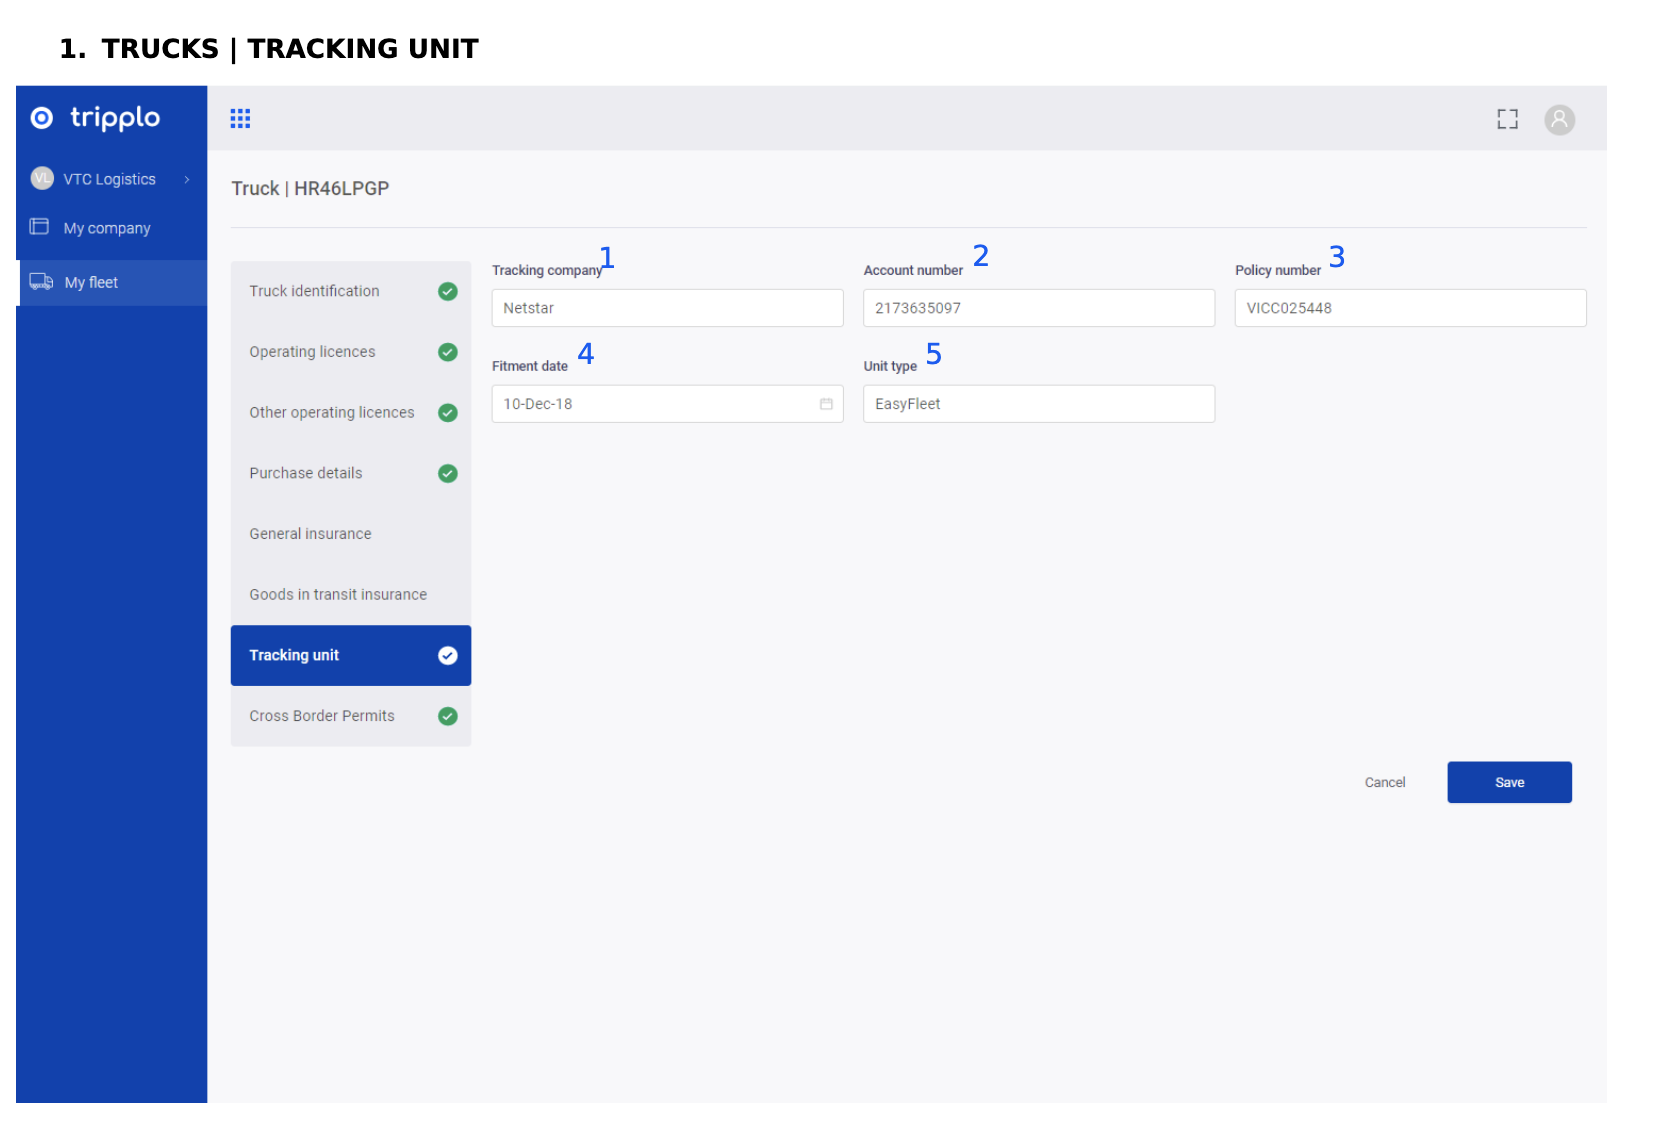 1. TRUCKS | TRACKING UNIT
tripplo
VL VTC Logistics
My company
My fleet
Truck | HR46LPGP
Truck identification
Operating licences
Other operating licences
Purchase details
General insurance
Goods in transit insurance
Tracking unit
Cross Border Permits
Tracking company 1
Netstar
Account number 2
2173635097
Policy number 3
VICC025448
Fitment date 4
10-Dec-18
Unit type 5
EasyFleet
Cancel
Save